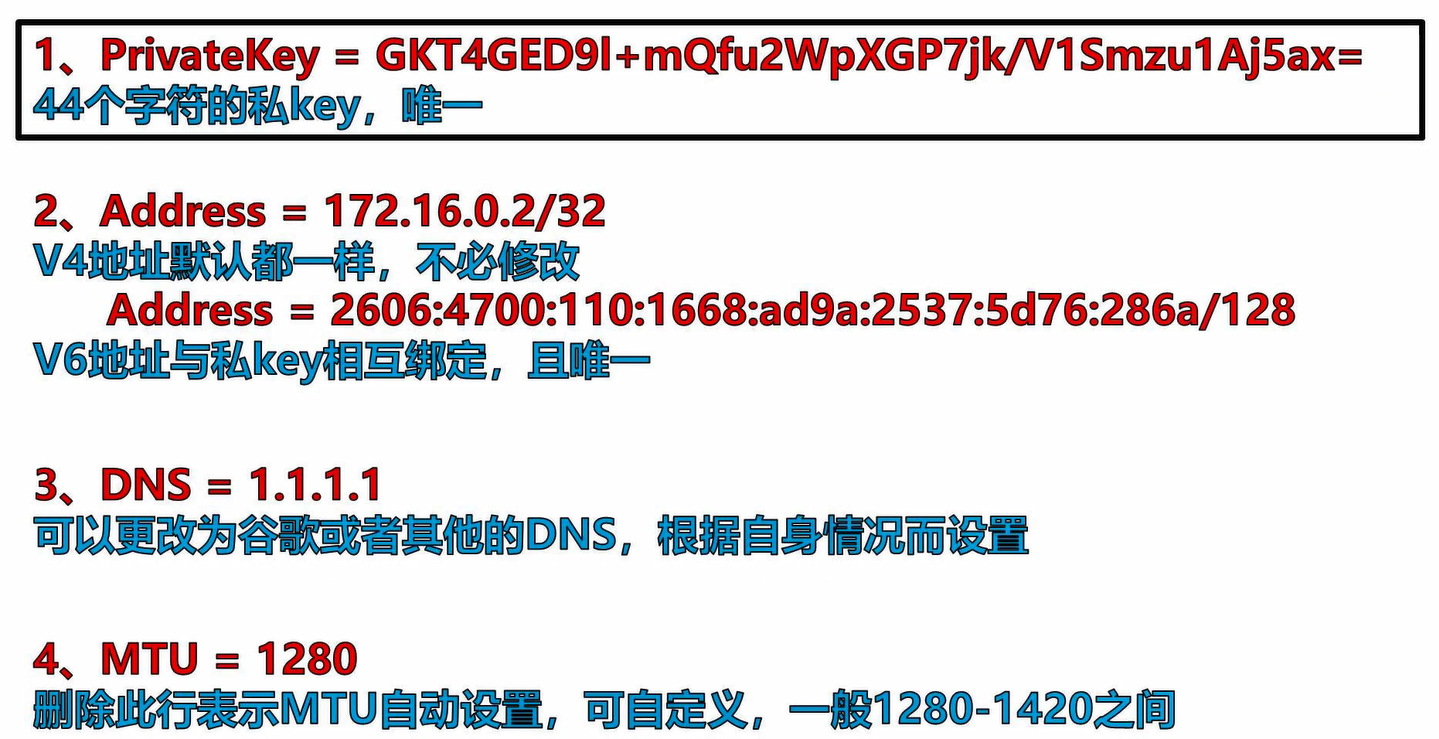 1、PrivateKey = GKT4GED9l+mQfu2WpXGP7jk/V1Smzu1Aj5ax=
44个字符的私key，唯一
2、Address = 172.16.0.2/32
V4地址默认都一样，不必修改
Address = 2606:4700:110:1668:ad9a:2537:5d76:286a/128
V6地址与私key相互绑定，且唯一
3、DNS = 1.1.1.1
可以更改为谷歌或者其他的DNS，根据自身情况而设置
4、MTU = 1280
删除此行表示MTU自动设置，可自定义，一般1280-1420之间